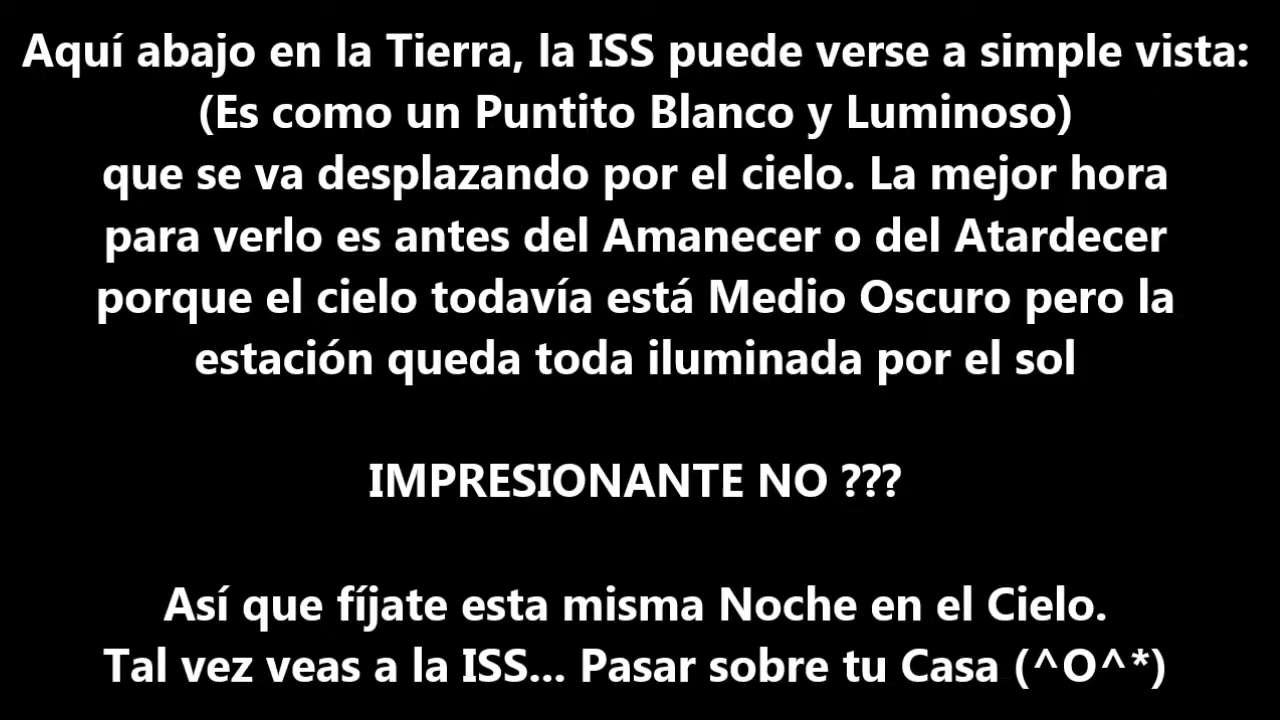 Aquí abajo en la Tierra, la ISS puede verse a simple vista:
(Es como un Puntito Blanco y Luminoso)
que se va desplazando por el cielo. La mejor hora
para verlo es antes del Amanecer o del Atardecer
porque el cielo todavía está Medio Oscuro pero la
estación queda toda iluminada por el sol
IMPRESIONANTE NO ???
Así que fíjate esta misma Noche en el Cielo.
Tal vez veas a la ISS... Pasar sobre tu Casa (^O^*)